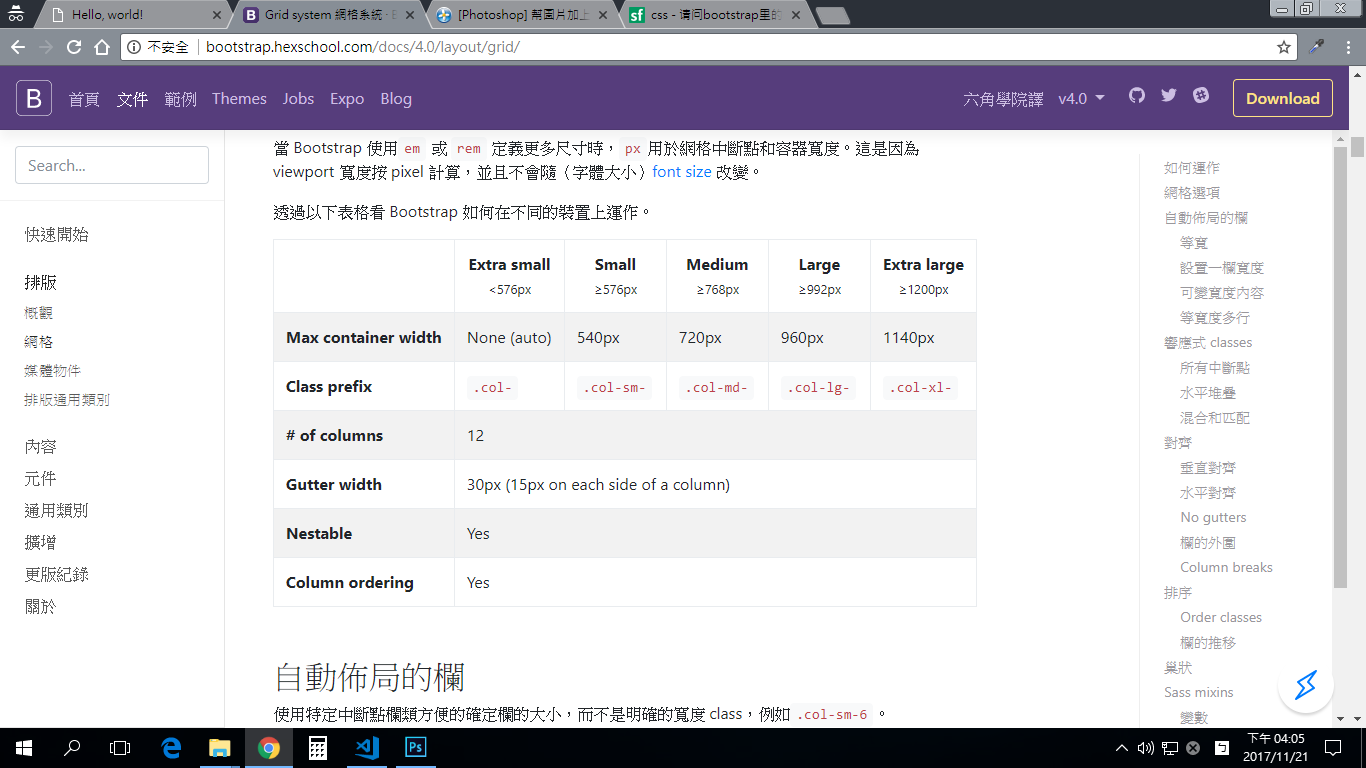 Hello, world!
Grid system 網格系統 · B
[Photoshop] 幫圖片加上
css - 请问bootstrap里的
不安全
bootstrap.hexschool.com/docs/4.0/layout/grid/
B 首頁 文件 範例 Themes Jobs Expo Blog 六角學院譯 v4.0 Download
Search...
快速開始
排版
概觀
網格
媒體物件
排版通用類別
內容
元件
通用類別
擴增
更版紀錄
關於
當 Bootstrap 使用 em 或 rem 定義更多尺寸時， px 用於網格中斷點和容器寬度。這是因為
viewport 寬度按 pixel 計算，並且不會隨（字體大小）font size 改變。
透過以下表格看 Bootstrap 如何在不同的裝置上運作。
Extra small Small Medium Large Extra large
<576px ≥576px ≥768px ≥992px ≥1200px
Max container width None (auto) 540px 720px 960px 1140px
Class prefix .col- .col-sm- .col-md- .col-lg- .col-xl-
# of columns 12
Gutter width 30px (15px on each side of a column)
Nestable Yes
Column ordering Yes
自動佈局的欄
使用特定中斷點欄類方便的確定欄的大小，而不是明確的寬度 class，例如 .col-sm-6 。
如何運作
網格選項
自動佈局的欄
等寬
設置一欄寬度
可變寬度內容
等寬度多行
響應式 classes
所有中斷點
水平堆疊
混合和匹配
對齊
垂直對齊
水平對齊
No gutters
欄的外圍
Column breaks
排序
Order classes
欄的推移
巢狀
Sass mixins
變數
Ps
下午 04:05
2017/11/21